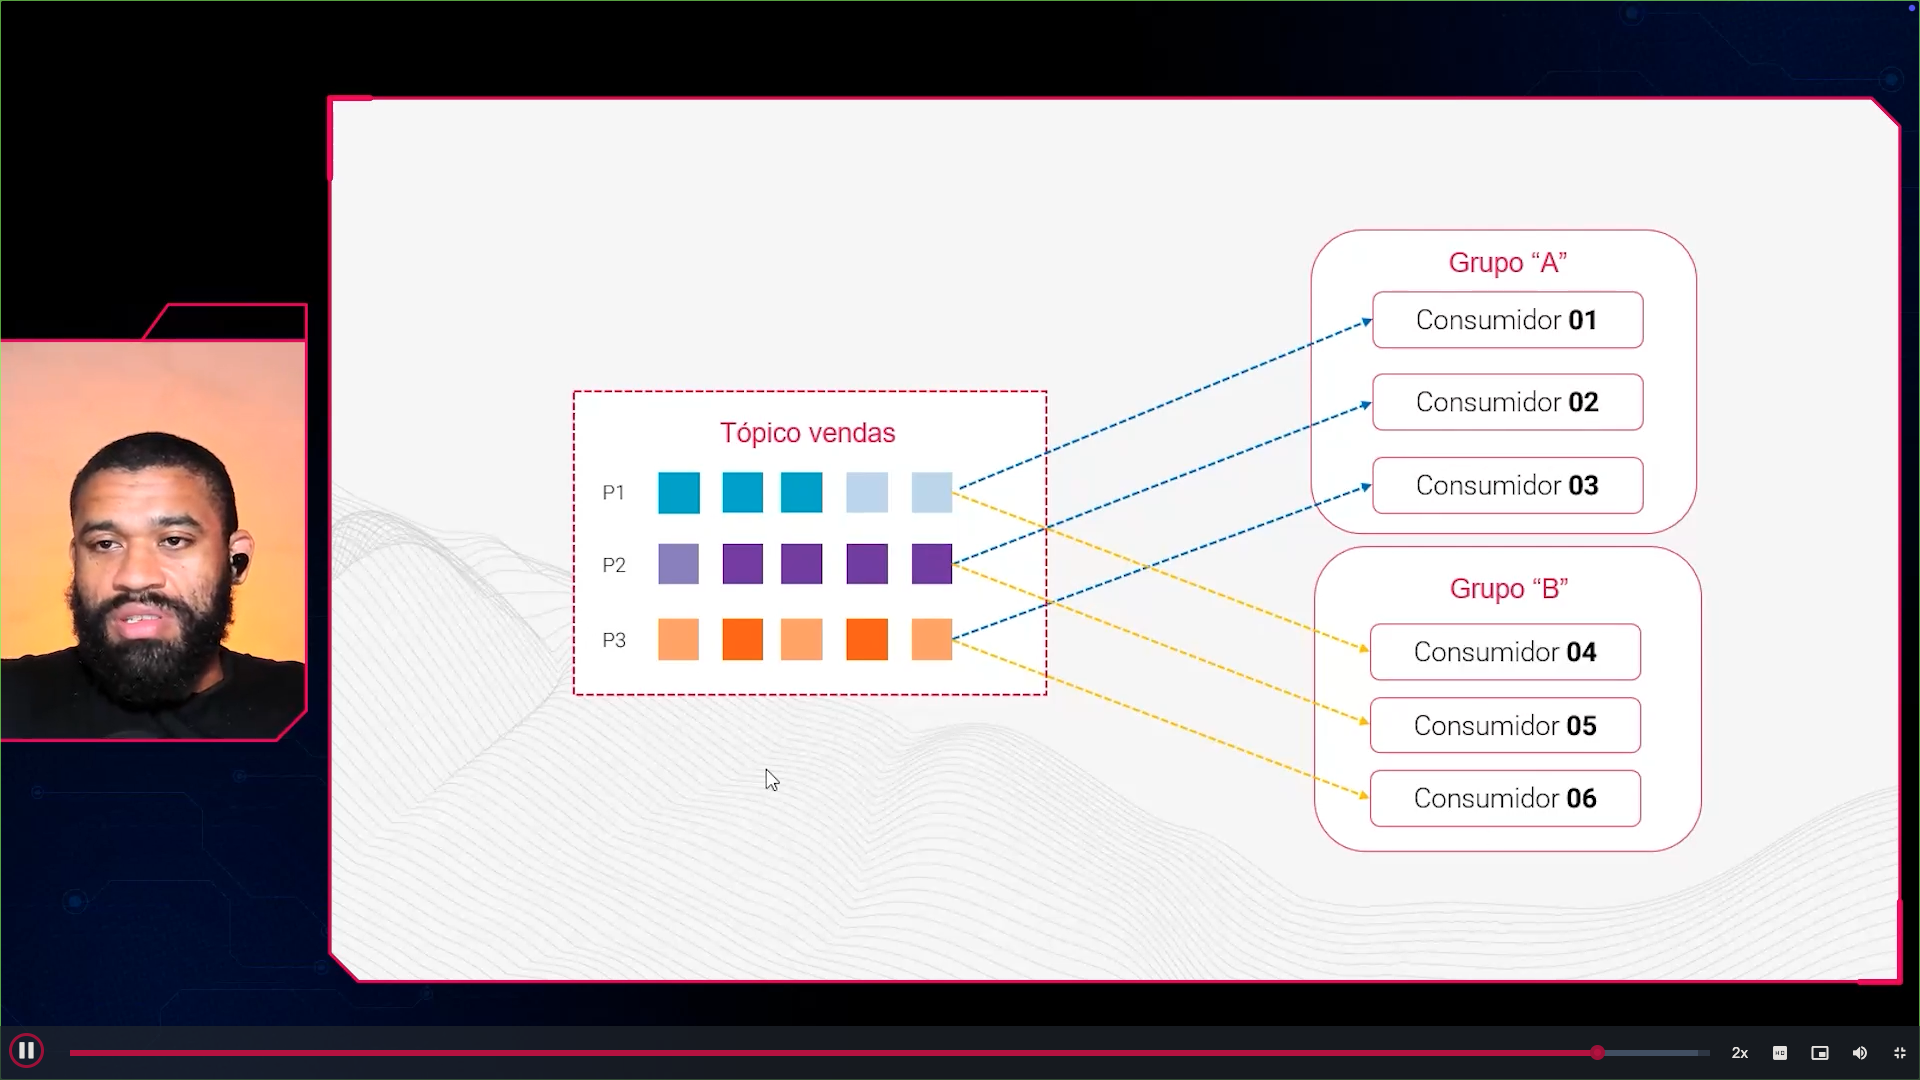 Tópico vendas
P1
P2
P3
Grupo “A”
Consumidor 01
Consumidor 02
Consumidor 03
Grupo “B”
Consumidor 04
Consumidor 05
Consumidor 06
2x
HD